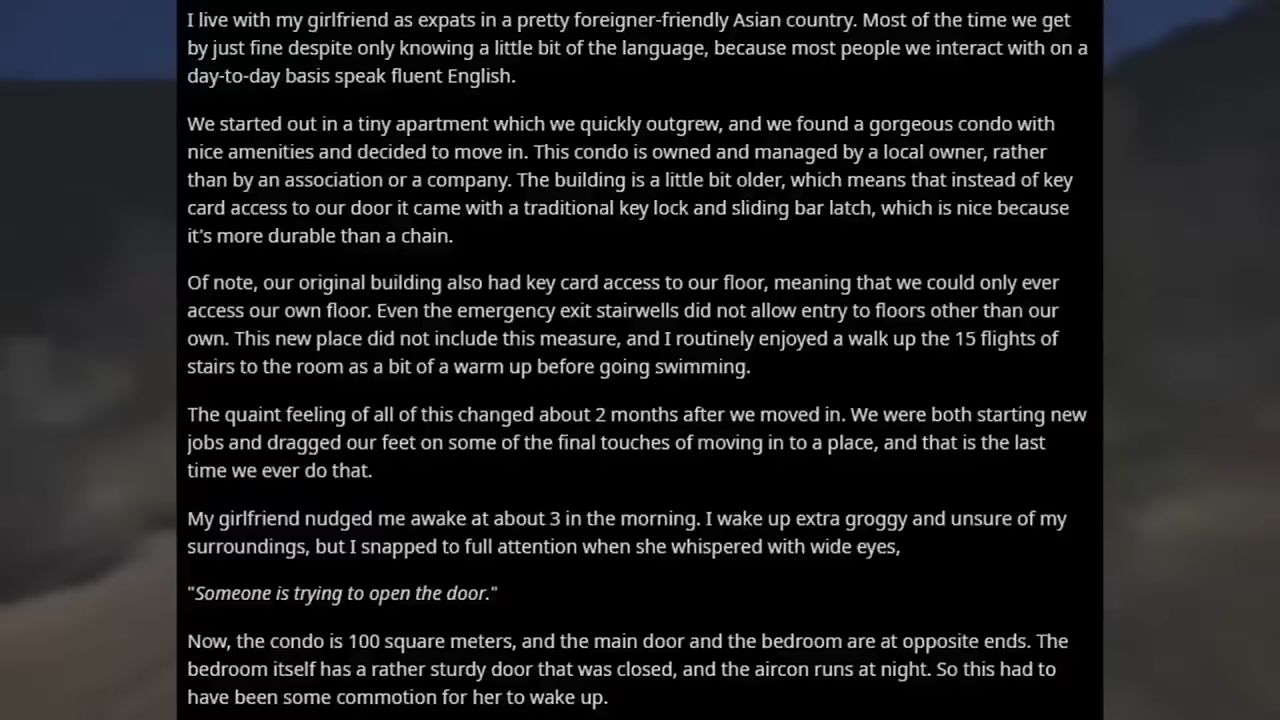 I live with my girlfriend as expats in a pretty foreigner-friendly Asian country. Most of the time we get
by just fine despite only knowing a little bit of the language, because most people we interact with on a
day-to-day basis speak fluent English.
We started out in a tiny apartment which we quickly outgrew, and we found a gorgeous condo with
nice amenities and decided to move in. This condo is owned and managed by a local owner, rather
than by an association or a company. The building is a little bit older, which means that instead of key
card access to our door it came with a traditional key lock and sliding bar latch, which is nice because
it's more durable than a chain.
Of note, our original building also had key card access to our floor, meaning that we could only ever
access our own floor. Even the emergency exit stairwells did not allow entry to floors other than our
own. This new place did not include this measure, and I routinely enjoyed a walk up the 15 flights of
stairs to the room as a bit of a warm up before going swimming.
The quaint feeling of all of this changed about 2 months after we moved in. We were both starting new
jobs and dragged our feet on some of the final touches of moving in to a place, and that is the last
time we ever do that.
My girlfriend nudged me awake at about 3 in the morning. I wake up extra groggy and unsure of my
surroundings, but I snapped to full attention when she whispered with wide eyes,
"Someone is trying to open the door."
Now, the condo is 100 square meters, and the main door and the bedroom are at opposite ends. The
bedroom itself has a rather sturdy door that was closed, and the aircon runs at night. So this had to
have been some commotion for her to wake up.